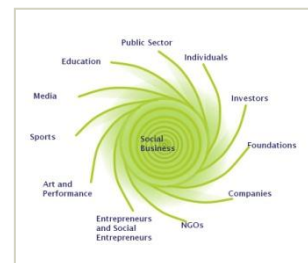 Public Sector
Individuals
Education
Investors
Media
Sports
Social
Business
Foundations
Art and
Performance
Companies
Entrepreneurs
and Social
Entrepreneurs
NGOs